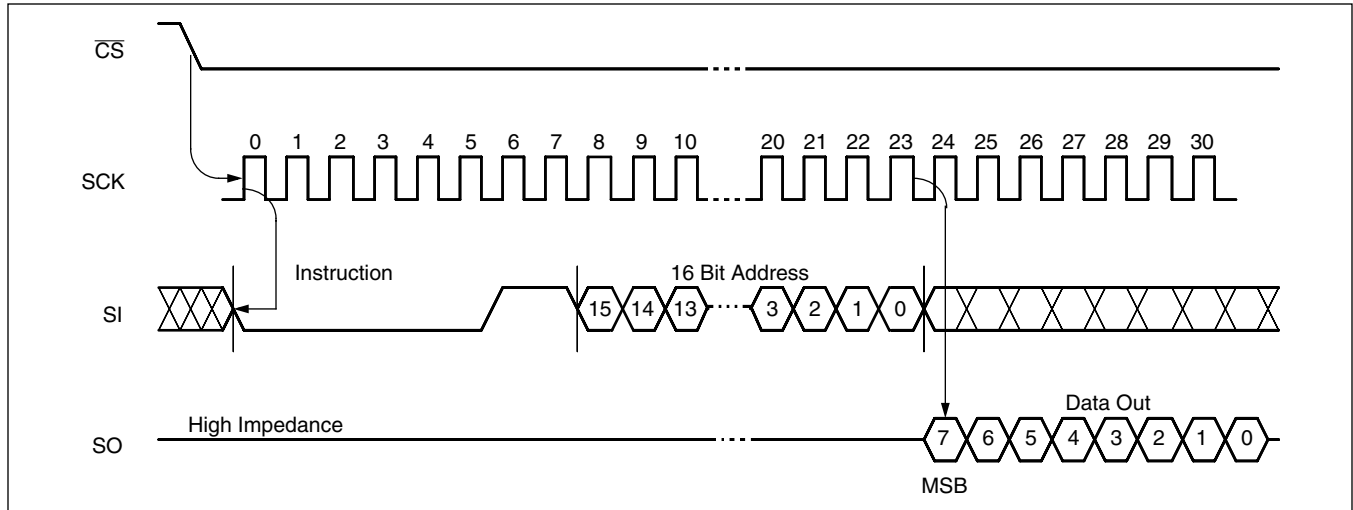 CS
0 1 2 3 4 5 6 7 8 9 10 20 21 22 23 24 25 26 27 28 29 30
SCK
Instruction 16 Bit Address
SI
15 14 13 3 2 1 0
High Impedance Data Out
SO
7 6 5 4 3 2 1 0
MSB